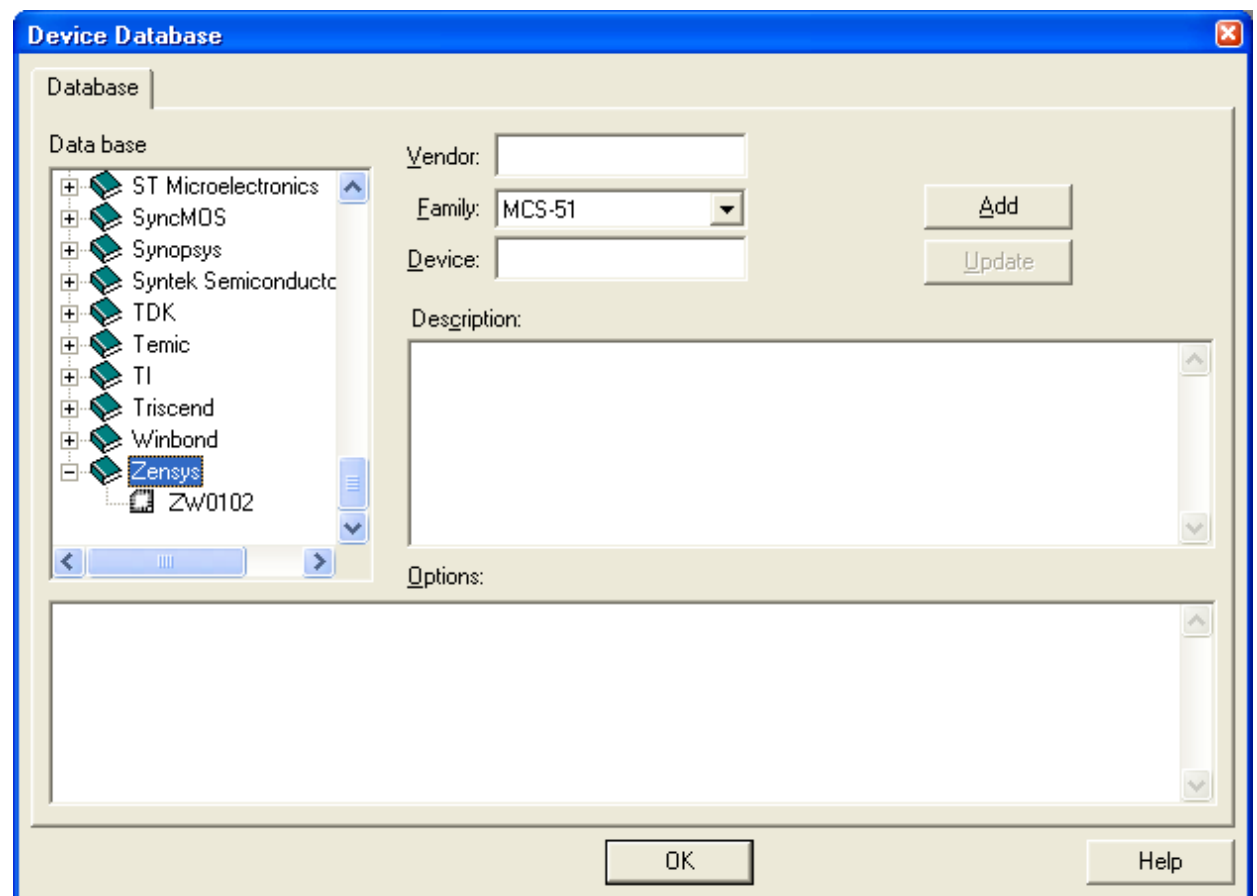 Device Database
Database
Data base
ST Microelectronics
SyncMOS
Synopsys
Syntek Semiconductc
TDK
Temic
TI
Triscend
Winbond
Zensys
ZW0102
Vendor:
Family: MCS-51
Device:
Add
Update
Description:
Options:
OK
Help